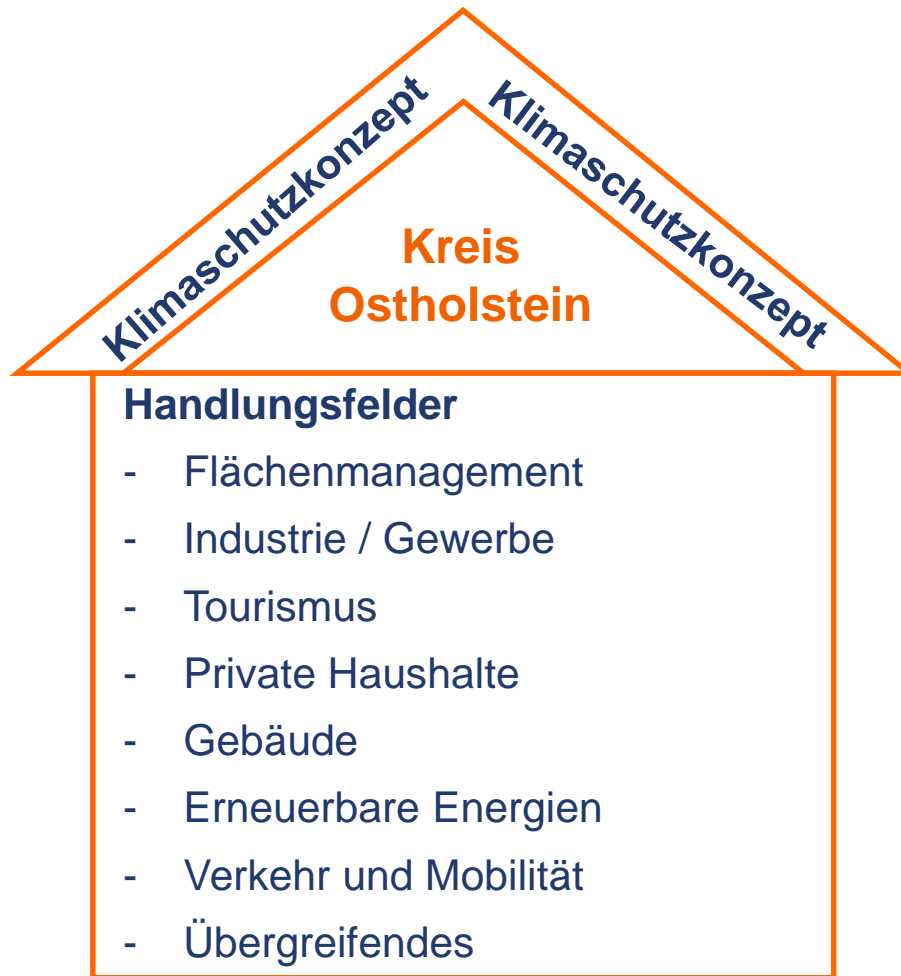 Klimaschutzkonzept
Klimaschutzkonzept
Kreis
Ostholstein
Handlungsfelder
- Flächenmanagement
- Industrie / Gewerbe
- Tourismus
- Private Haushalte
- Gebäude
- Erneuerbare Energien
- Verkehr und Mobilität
- Übergreifendes